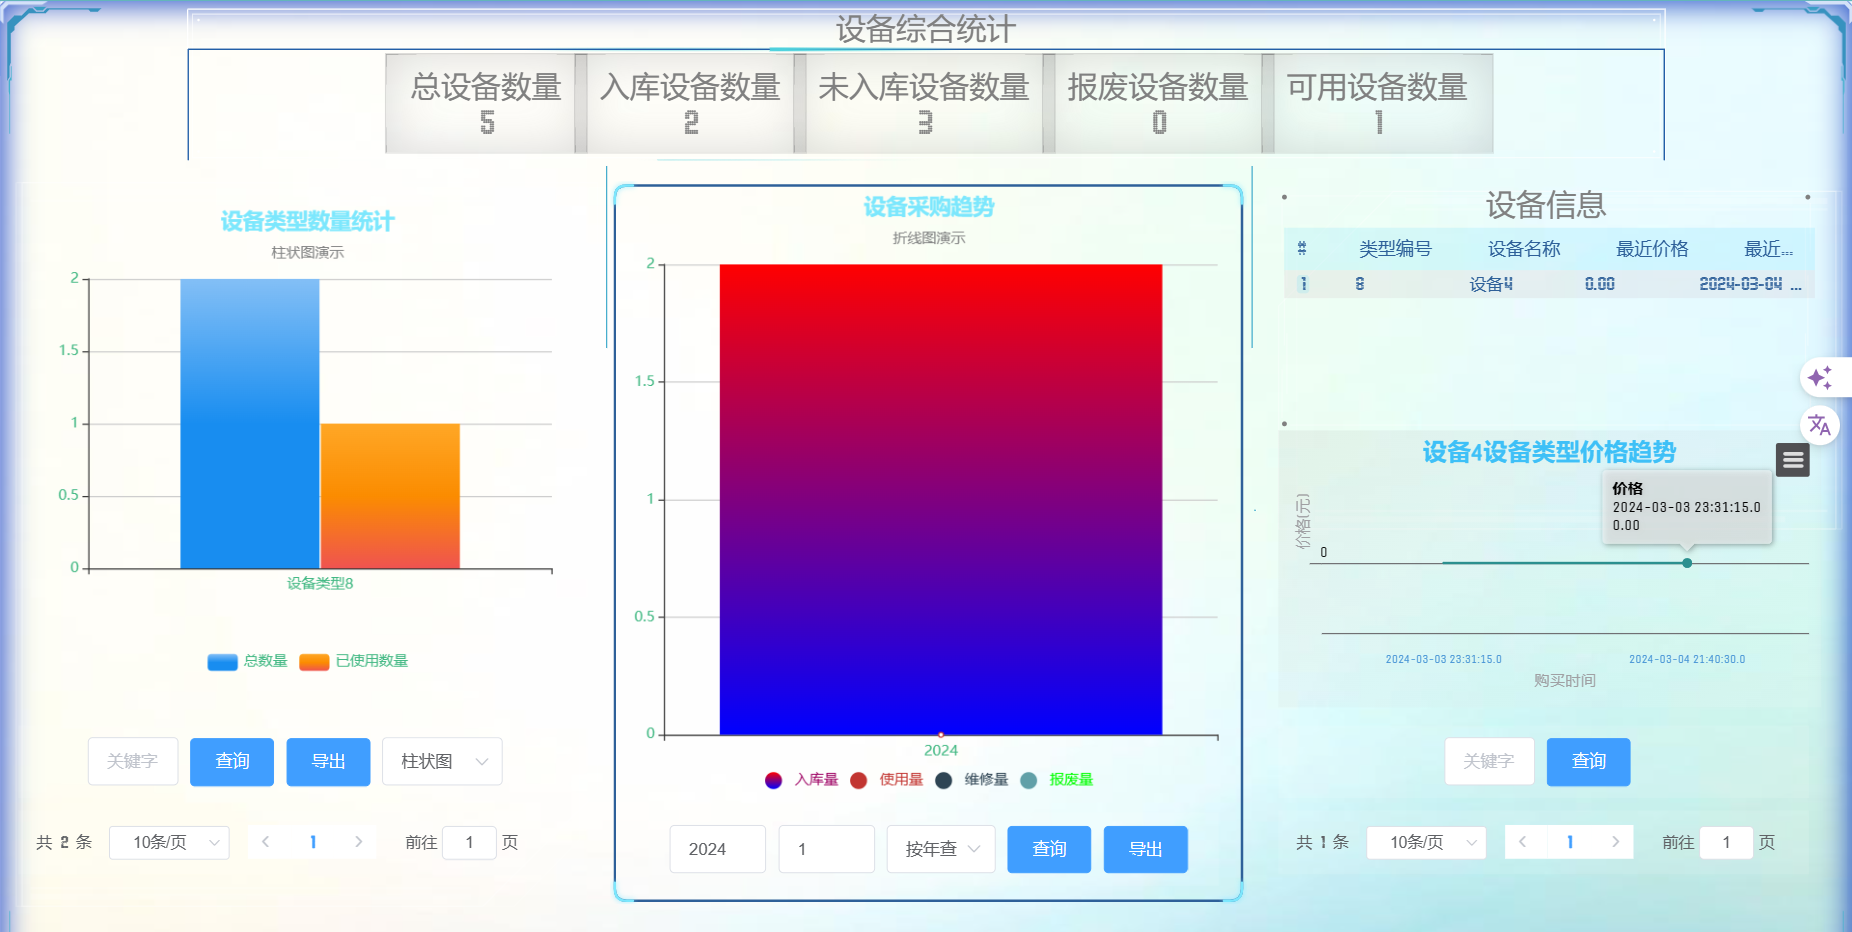 设备综合统计
总设备数量 入库设备数量 未入库设备数量 报废设备数量 可用设备数量
5 2 3 0 1
设备类型数量统计
柱状图演示
2
1.5
1
0.5
0
设备类型8
总数量 已使用数量
关键字 查询 导出 柱状图
共 2 条 10条/页 1 前往 1 页
设备采购趋势
折线图演示
2
1.5
1
0.5
0
2024
入库量 使用量 维修量 报废量
2024 1 按年查 查询 导出
设备信息
# 类型编号 设备名称 最近价格 最近...
1 8 设备4 0.00 2024-03-04 ...
设备4设备类型价格趋势
价格
2024-03-03 23:31:15.0
0.00
价格(元)
0
2024-03-03 23:31:15.0 2024-03-04 21:40:30.0
购买时间
关键字 查询
共 1 条 10条/页 1 前往 1 页